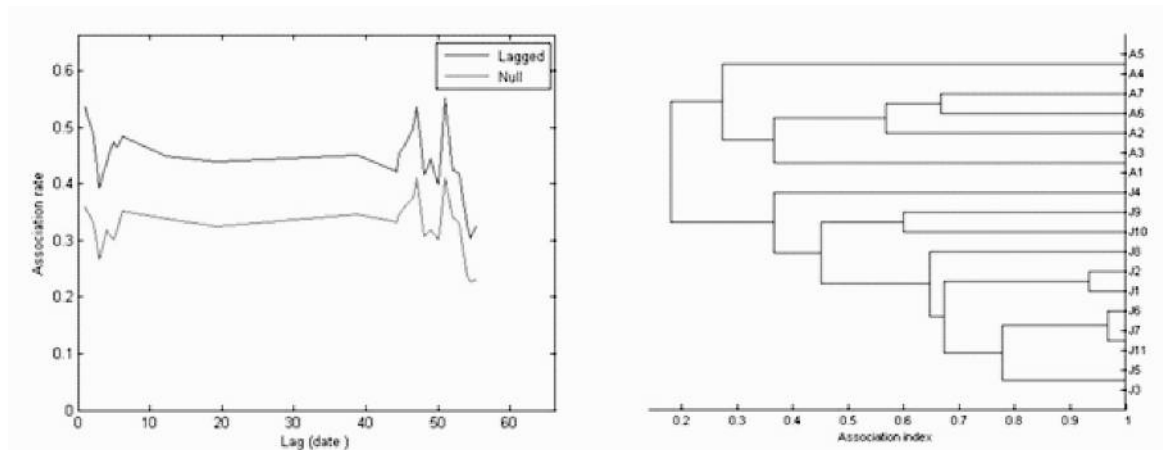 0.6
0.5
0.4
0.3
0.2
0.1
0
Association rate
Lagged
Null
0 10 20 30 40 50 60
Lag (date )
A5
A4
A7
A6
A2
A3
A1
J4
J9
J10
J8
J2
J1
J6
J7
J11
J5
J3
0.2 0.3 0.4 0.5 0.6 0.7 0.8 0.9 1
Association index